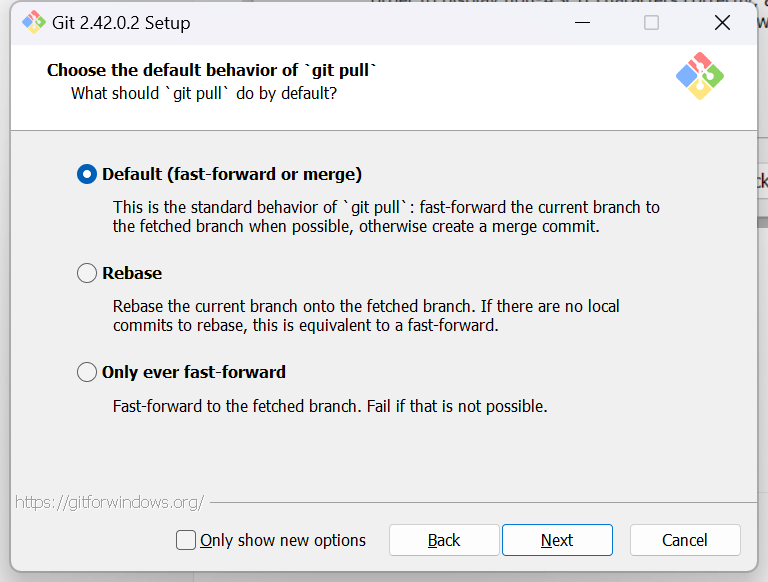 Git 2.42.0.2 Setup
Choose the default behavior of `git pull`
What should `git pull` do by default?
Default (fast-forward or merge)
This is the standard behavior of `git pull`: fast-forward the current branch to
the fetched branch when possible, otherwise create a merge commit.
Rebase
Rebase the current branch onto the fetched branch. If there are no local
commits to rebase, this is equivalent to a fast-forward.
Only ever fast-forward
Fast-forward to the fetched branch. Fail if that is not possible.
https://gitforwindows.org/
Only show new options
Back
Next
Cancel